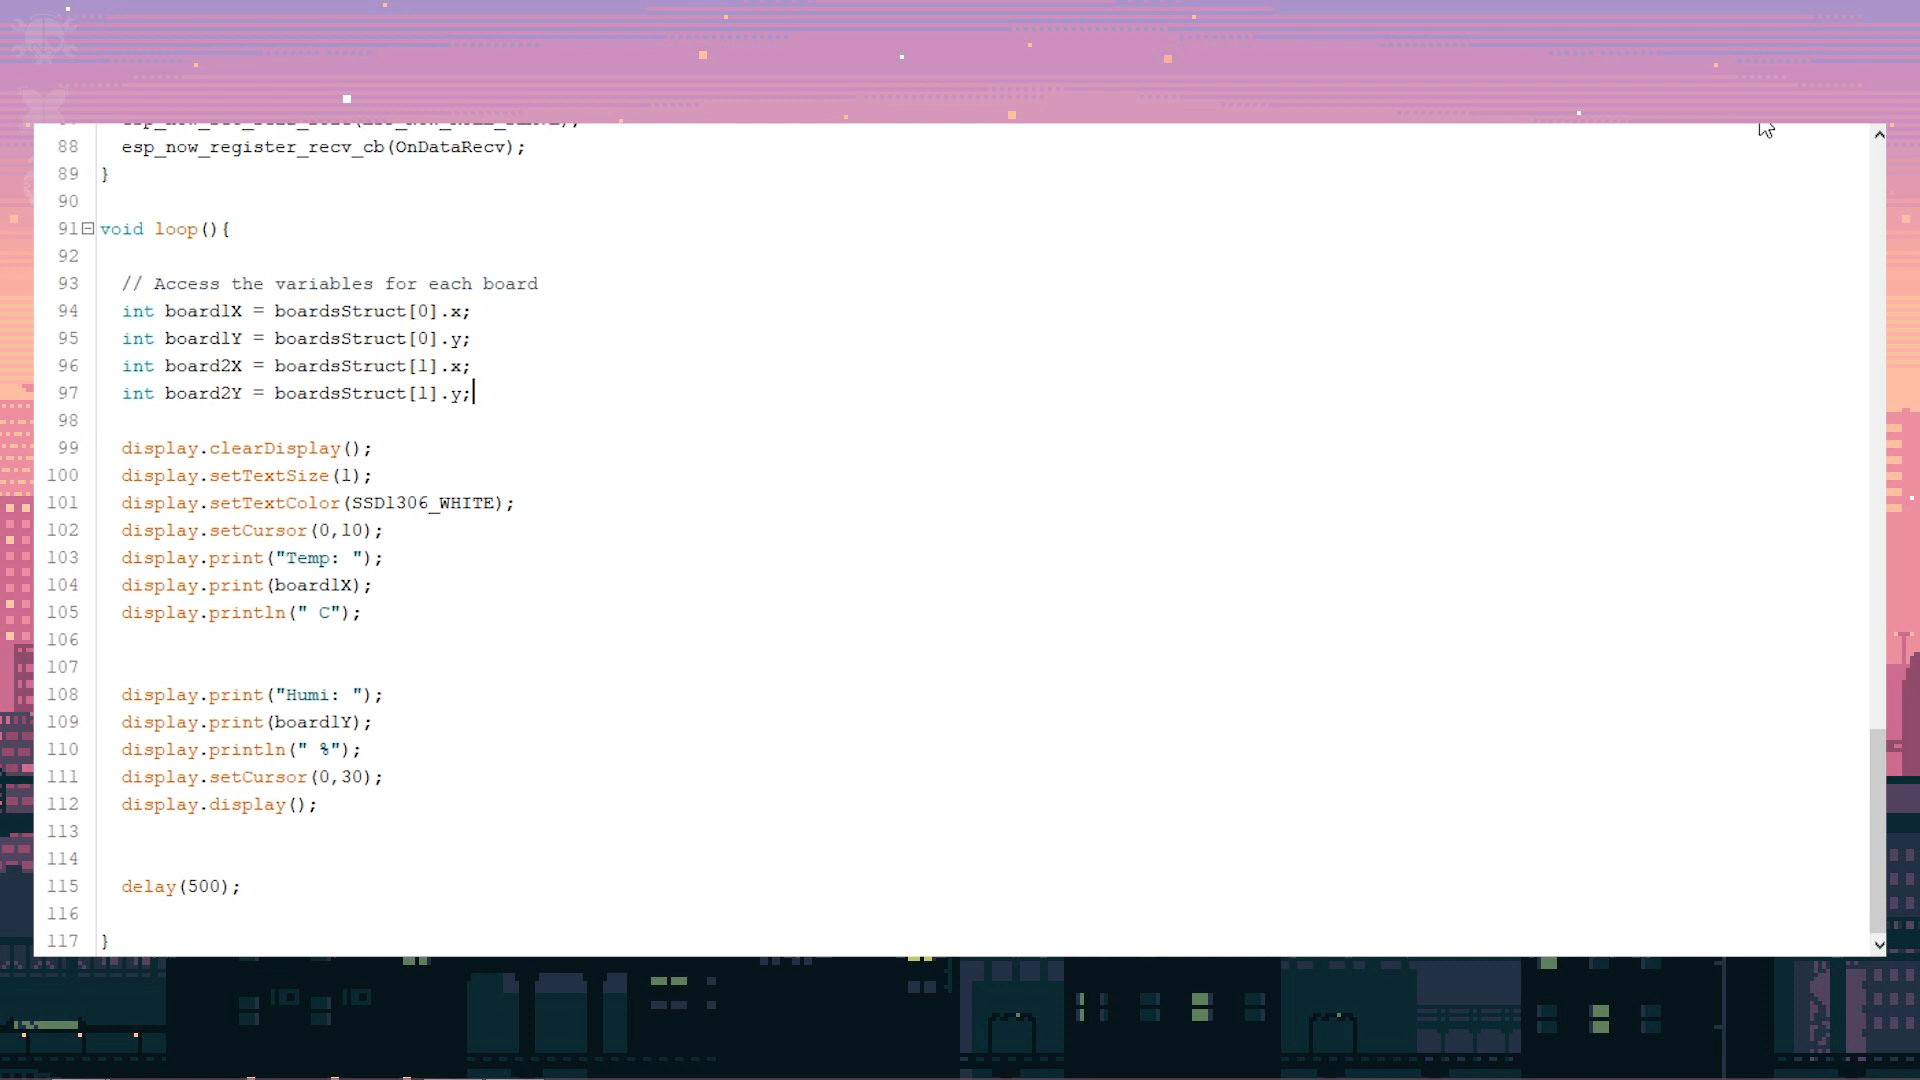 88 esp_now_register_recv_cb(OnDataRecv);
89 }
90
91 void loop(){
92
93 // Access the variables for each board
94 int board1X = boardsStruct[0].x;
95 int board1Y = boardsStruct[0].y;
96 int board2X = boardsStruct[1].x;
97 int board2Y = boardsStruct[1].y;
98
99 display.clearDisplay();
100 display.setTextSize(1);
101 display.setTextColor(SSD1306_WHITE);
102 display.setCursor(0,10);
103 display.print("Temp: ");
104 display.print(board1X);
105 display.println(" C");
106
107
108 display.print("Humi: ");
109 display.print(board1Y);
110 display.println(" %");
111 display.setCursor(0,30);
112 display.display();
113
114
115 delay(500);
116
117 }